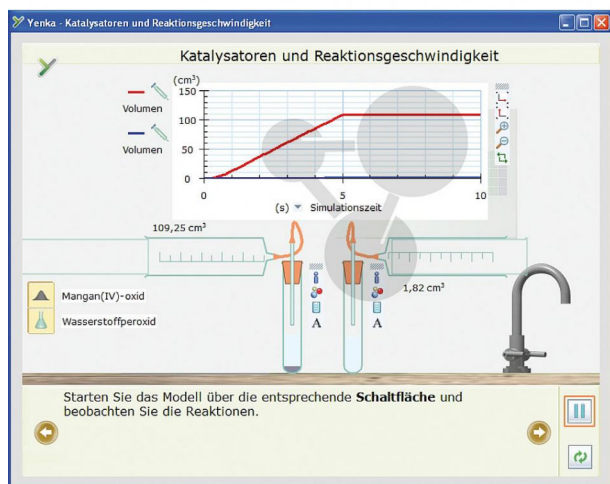 Yenka - Katalysatoren und Reaktionsgeschwindigkeit
Katalysatoren und Reaktionsgeschwindigkeit
(cm³)
150
100
50
0
Volumen
Volumen
0
5
10
(s) Simulationszeit
109,25 cm³
1,82 cm³
A
A
Mangan(IV)-oxid
Wasserstoffperoxid
Starten Sie das Modell über die entsprechende Schaltfläche und
beobachten Sie die Reaktionen.